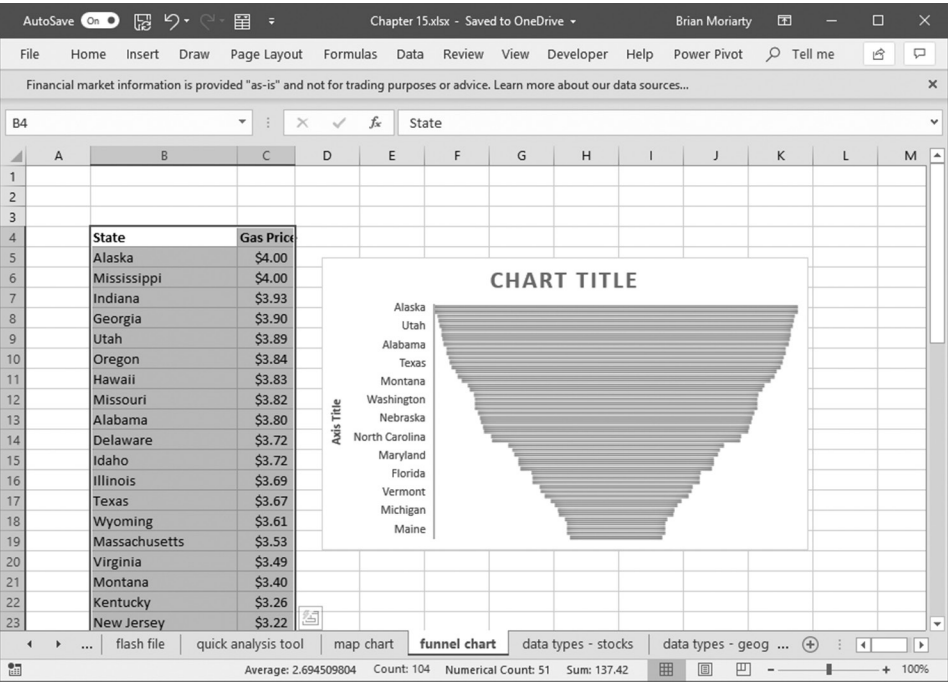 AutoSave On Chapter 15.xlsx - Saved to OneDrive Brian Moriarty
File Home Insert Draw Page Layout Formulas Data Review View Developer Help Power Pivot Tell me
Financial market information is provided "as-is" and not for trading purposes or advice. Learn more about our data sources...
B4 fx State
A B C D E F G H I J K L M
1
2
3
4 State Gas Price
5 Alaska $4.00
6 Mississippi $4.00
7 Indiana $3.93
8 Georgia $3.90
9 Utah $3.89
10 Oregon $3.84
11 Hawaii $3.83
12 Missouri $3.82
13 Alabama $3.80
14 Delaware $3.72
15 Idaho $3.72
16 Illinois $3.69
17 Texas $3.67
18 Wyoming $3.61
19 Massachusetts $3.53
20 Virginia $3.49
21 Montana $3.40
22 Kentucky $3.26
23 New Jersey $3.22
CHART TITLE
Axis Title
Alaska
Utah
Alabama
Texas
Montana
Washington
Nebraska
North Carolina
Maryland
Florida
Vermont
Michigan
Maine
... flash file quick analysis tool map chart funnel chart data types - stocks data types - geog ...
Average: 2.694509804 Count: 104 Numerical Count: 51 Sum: 137.42 100%